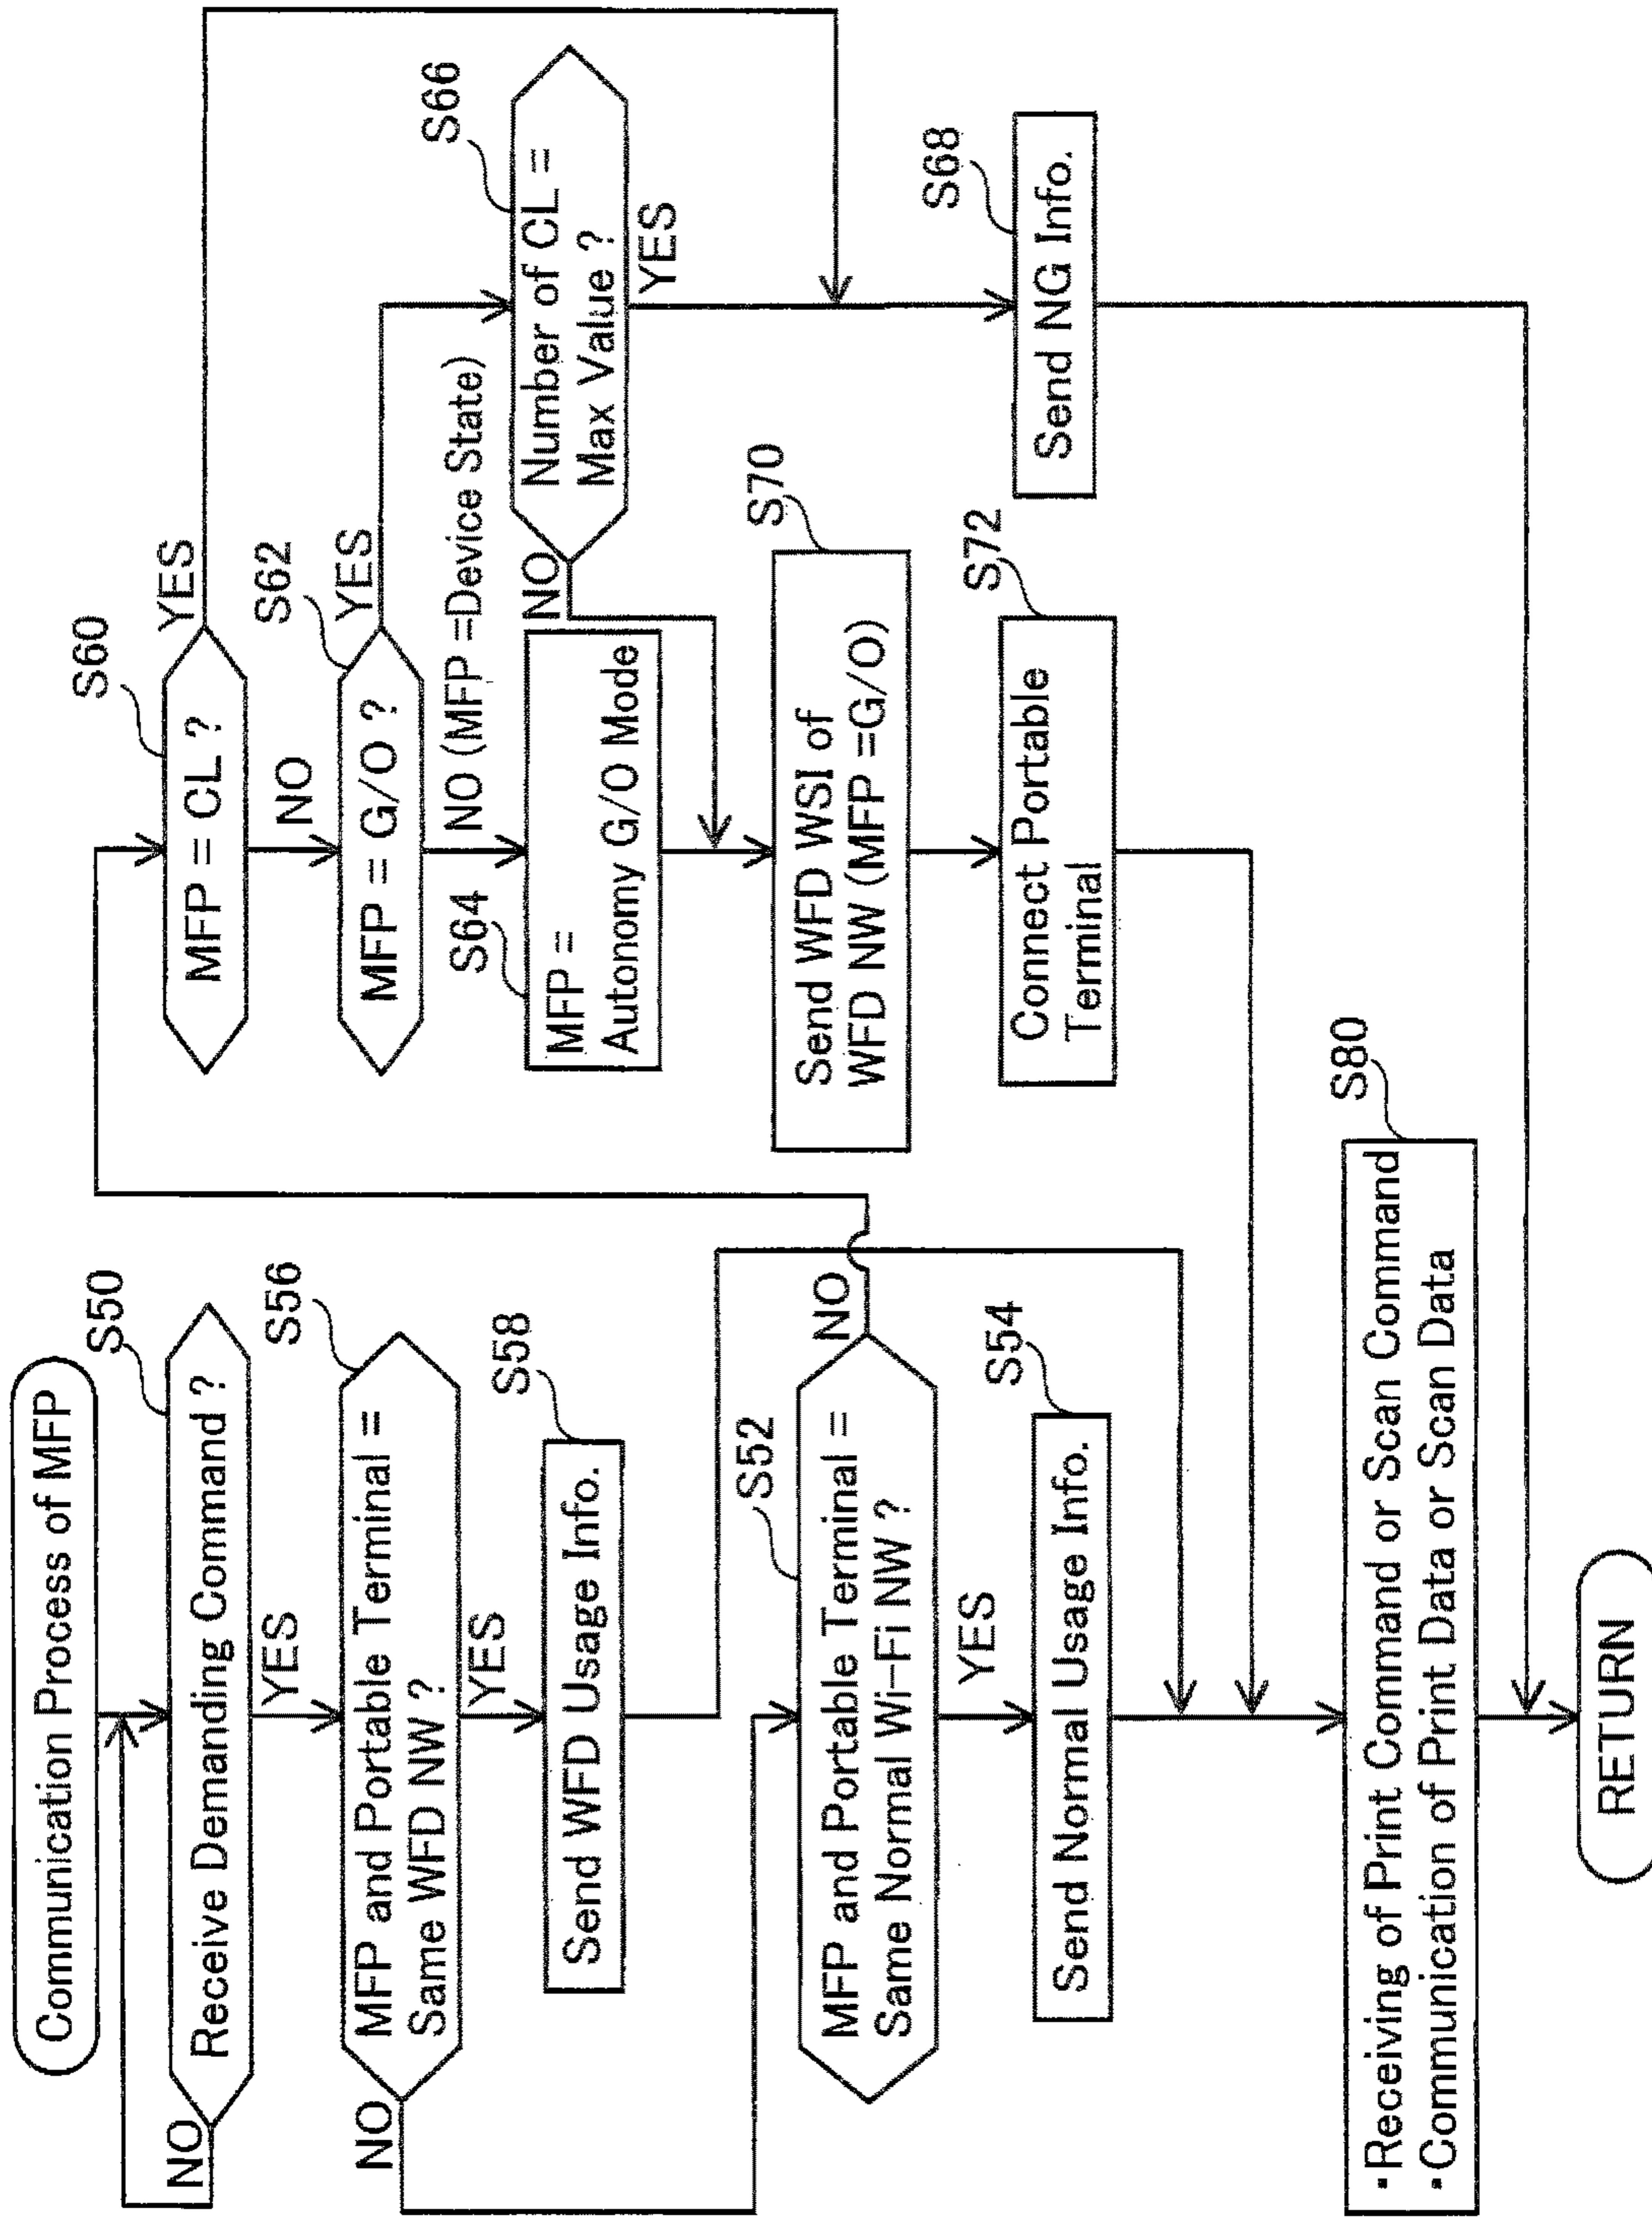 Communication Process of MFP
S50
Receive Demanding Command ?
NO
YES
S56
MFP and Portable Terminal =
Same WFD NW ?
NO
YES
S58
Send WFD Usage Info.
S52
MFP and Portable Terminal =
Same Normal Wi-Fi NW ?
NO
YES
S54
Send Normal Usage Info.
S60
MFP = CL ?
YES
NO
S62
MFP = G/O ?
YES
NO (MFP =Device State)
S64
MFP =
Autonomy G/O Mode
S66
Number of CL =
Max Value ?
NO
YES
S70
Send WFD WSI of
WFD NW (MFP =G/O)
S72
Connect Portable
Terminal
S68
Send NG Info.
S80
·Receiving of Print Command or Scan Command
·Communication of Print Data or Scan Data
RETURN